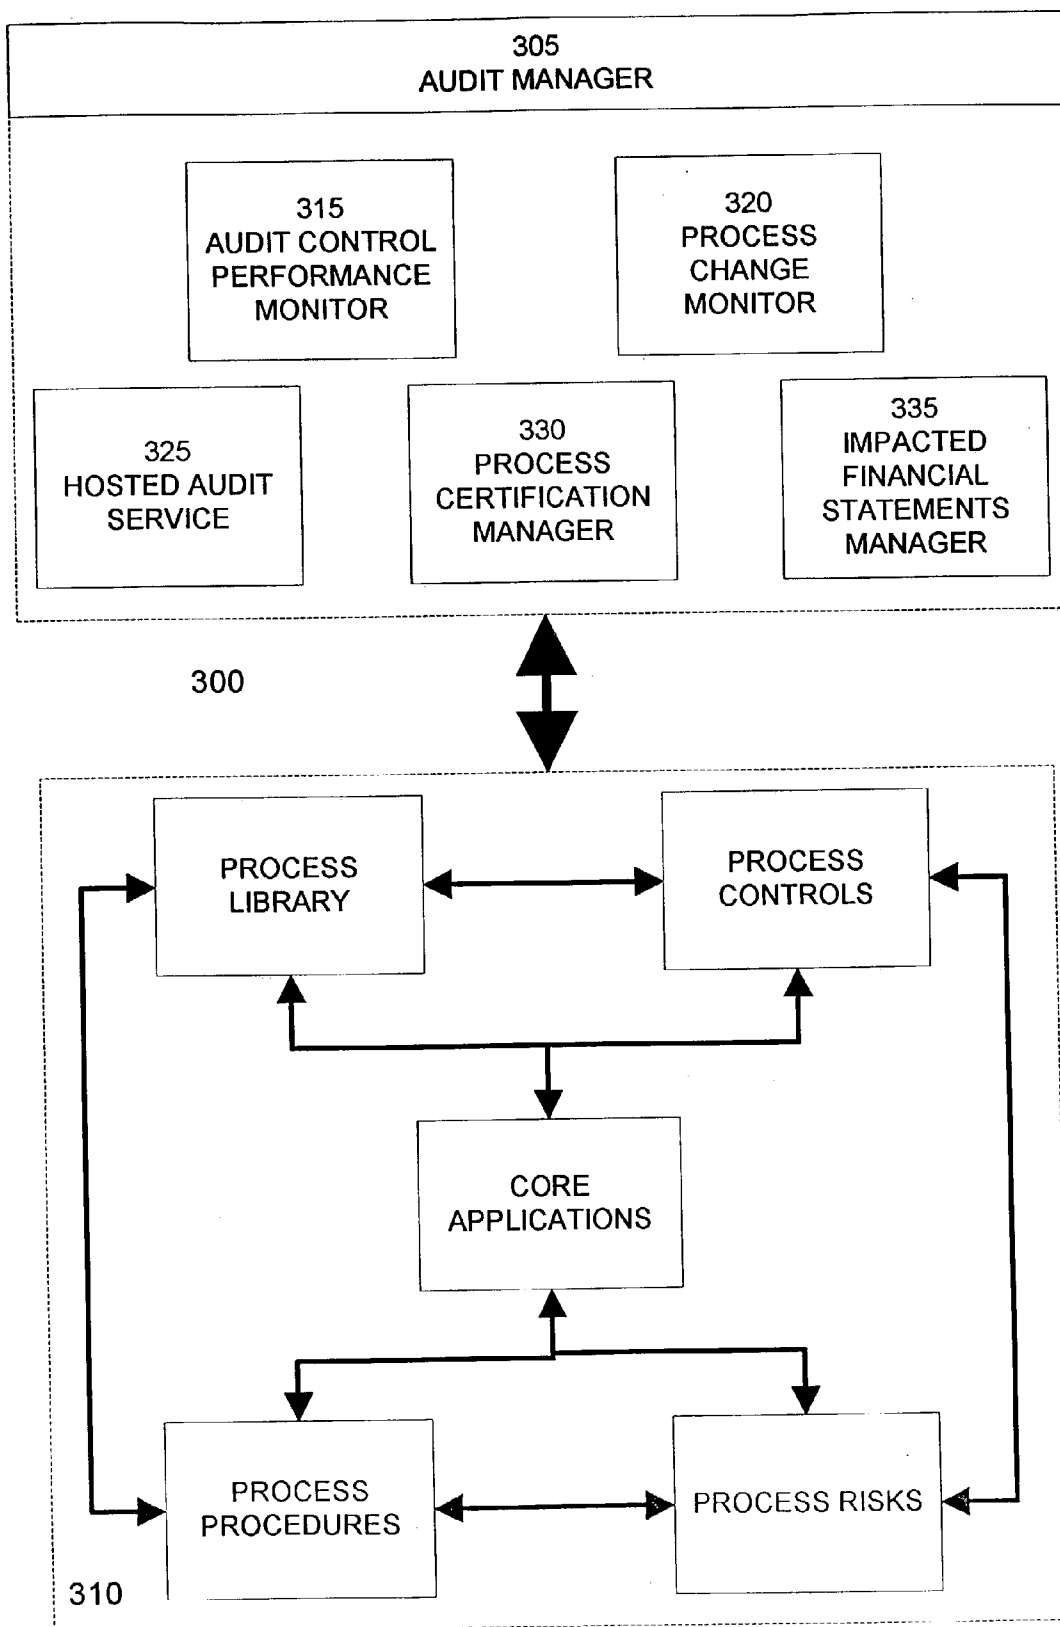 305
AUDIT MANAGER
315
AUDIT CONTROL
PERFORMANCE
MONITOR
320
PROCESS
CHANGE
MONITOR
325
HOSTED AUDIT
SERVICE
330
PROCESS
CERTIFICATION
MANAGER
335
IMPACTED
FINANCIAL
STATEMENTS
MANAGER
300
PROCESS
LIBRARY
PROCESS
CONTROLS
CORE
APPLICATIONS
PROCESS
PROCEDURES
PROCESS RISKS
310